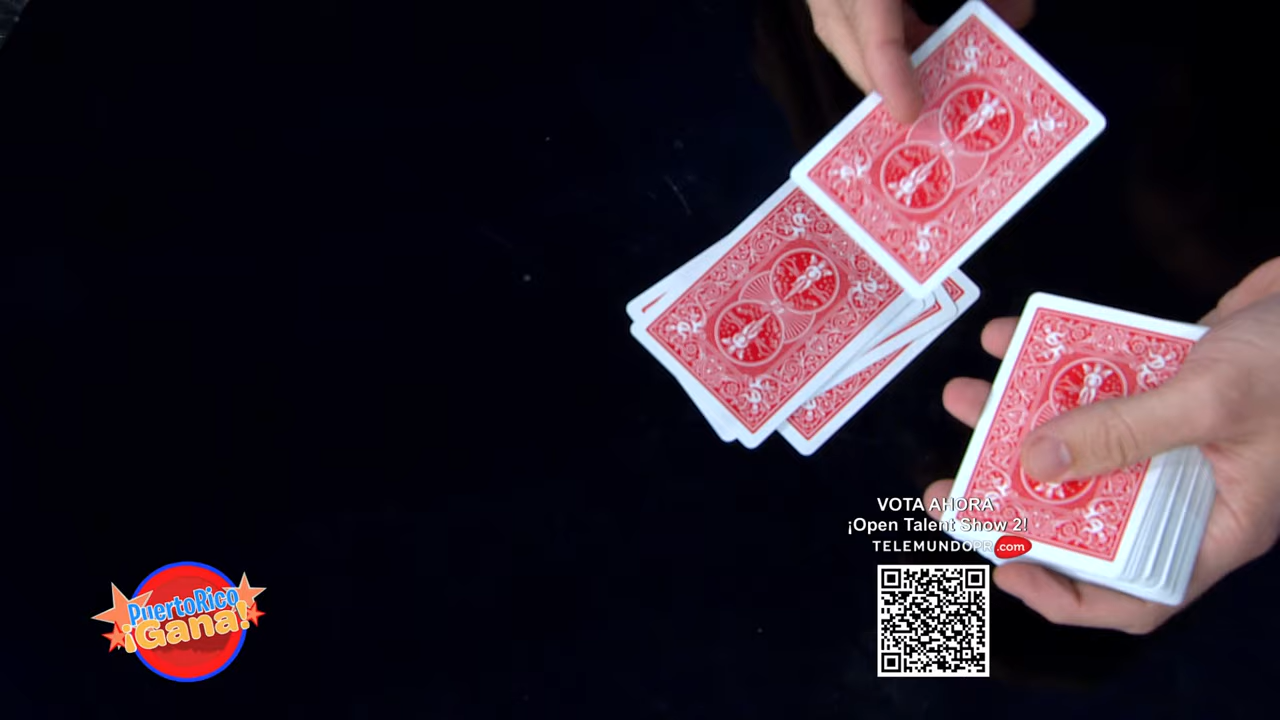 VOTA AHORA
¡Open Talent Show 2!
TELEMUNDOPR.com
PuertoRico
¡Gana!